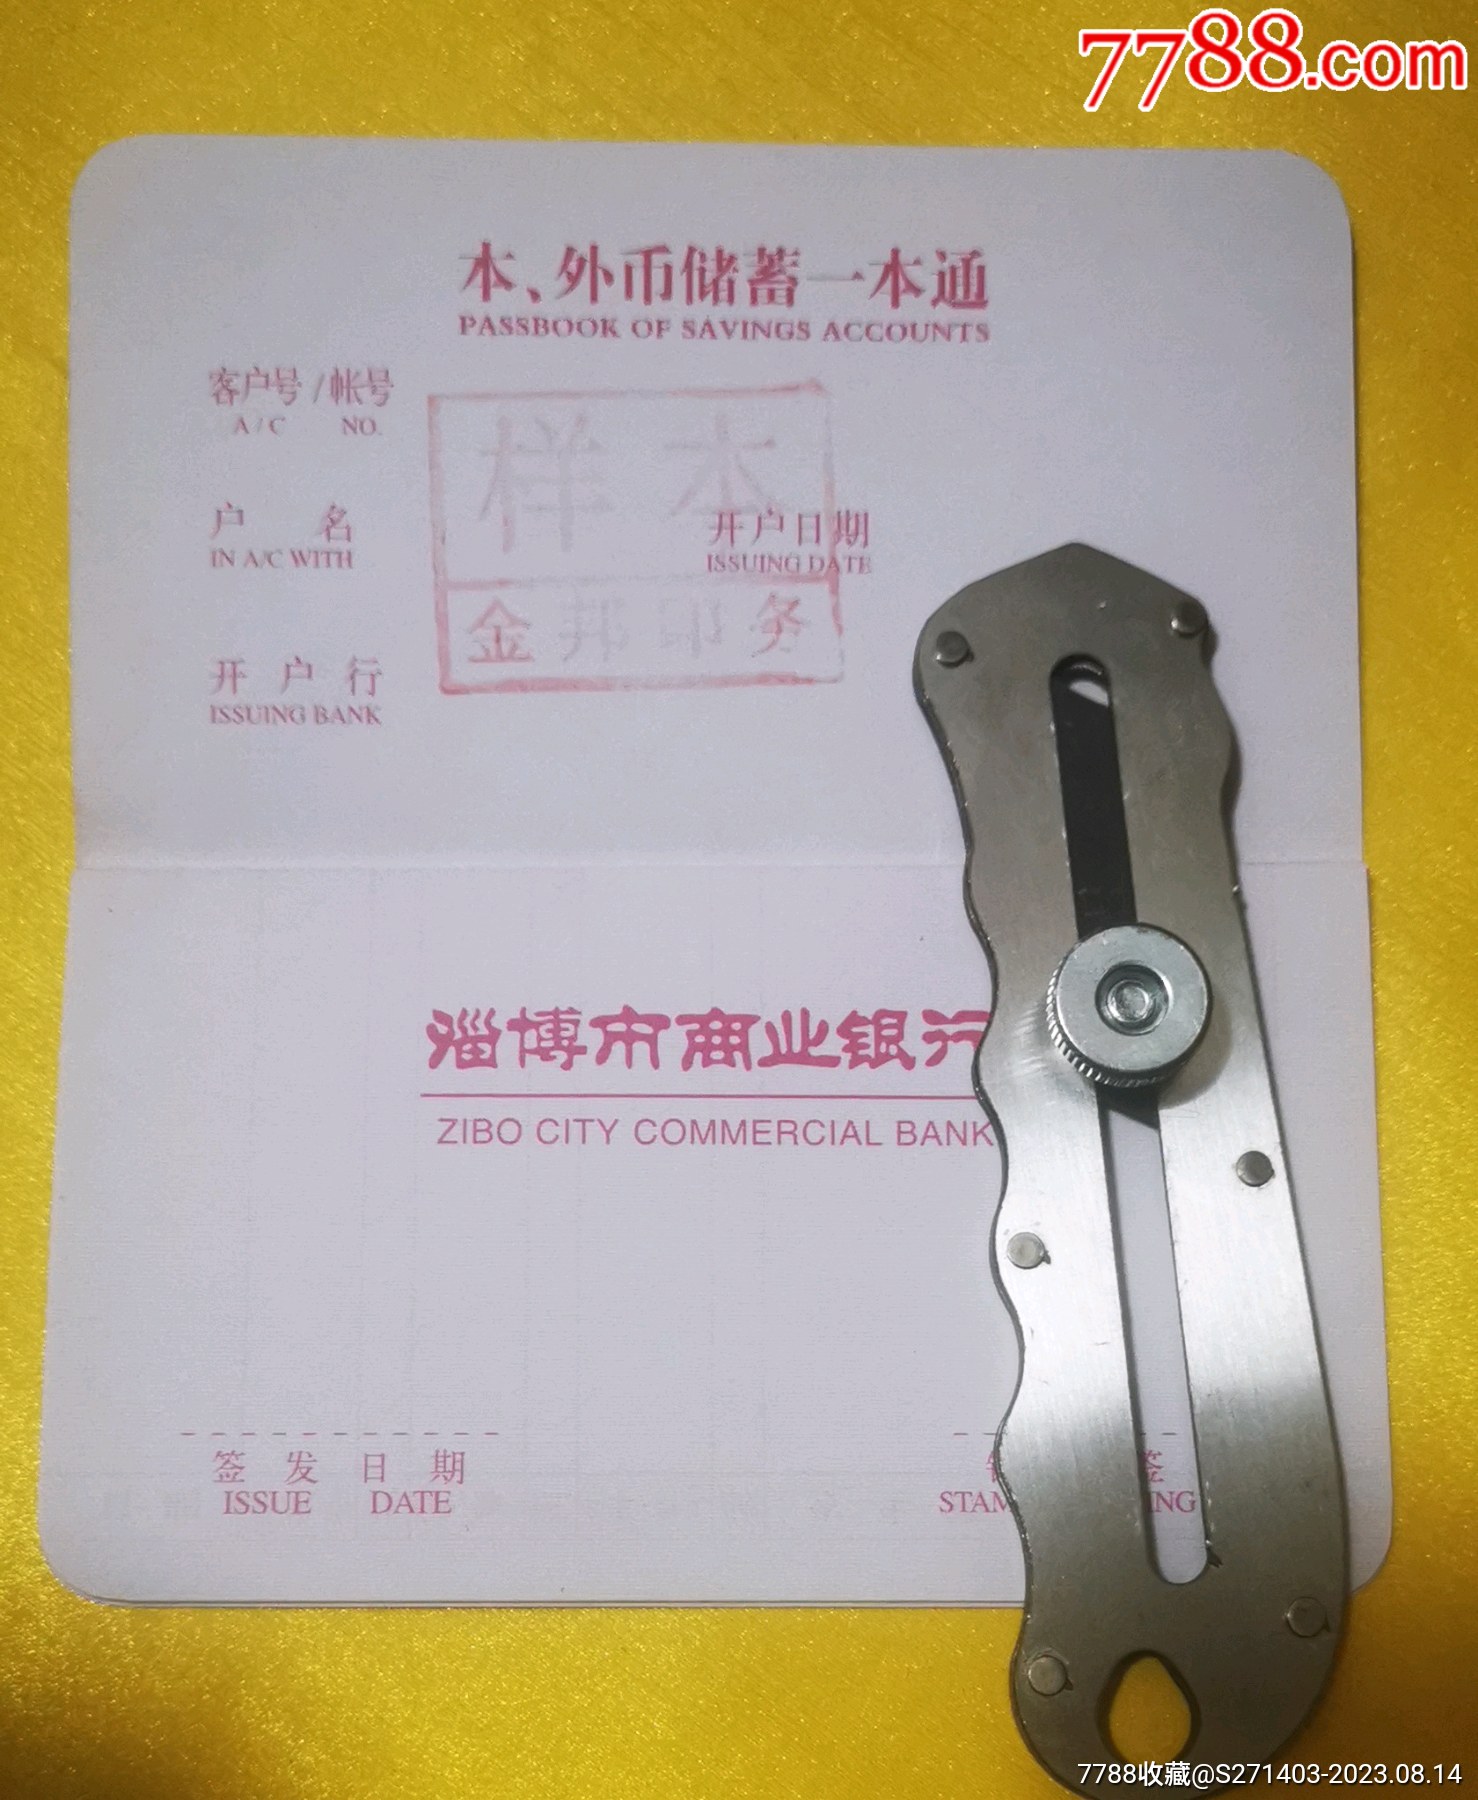 7788.com
本、外币储蓄一本通
PASSBOOK OF SAVINGS ACCOUNTS
客户号/帐号
A/C NO.
样本
户名
IN A/C WITH
开户日期
ISSUING DATE
金邦印务
开户行
ISSUING BANK
淄博市商业银行
ZIBO CITY COMMERCIAL BANK
签发日期
ISSUE DATE
签
STAM ING
7788收藏@S271403-2023.08.14